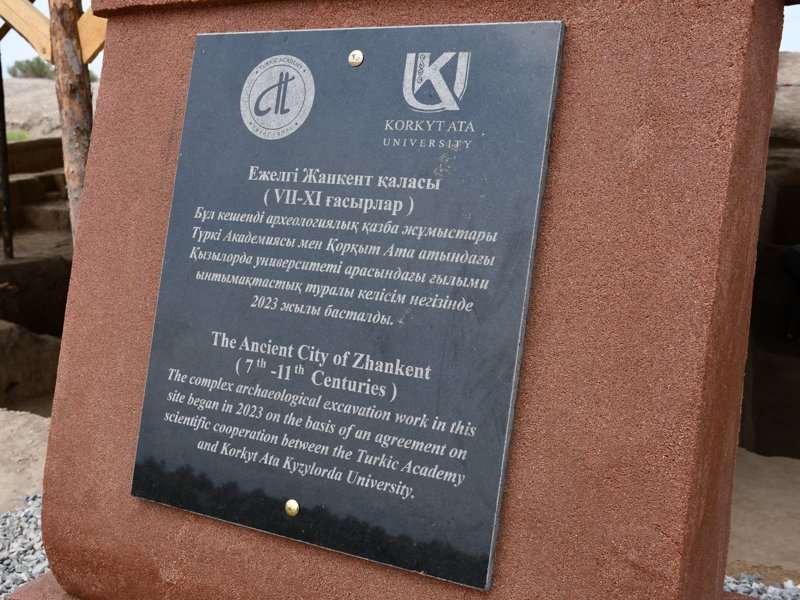 TURKIC ACADEMY
KORKYT ATA
UNIVERSITY
Ежелгі Жанкент қаласы
( VII-XI ғасырлар )
Бұл кешенді археологиялық қазба жұмыстары
Түркі Академиясы мен Қорқыт Ата атындағы
Қызылорда университеті арасындағы ғылыми
ынтымақтастық туралы келісім негізінде
2023 жылы басталды.
The Ancient City of Zhankent
( 7th -11th Centuries )
The complex archaeological excavation work in this
site began in 2023 on the basis of an agreement on
scientific cooperation between the Turkic Academy
and Korkyt Ata Kyzylorda University.